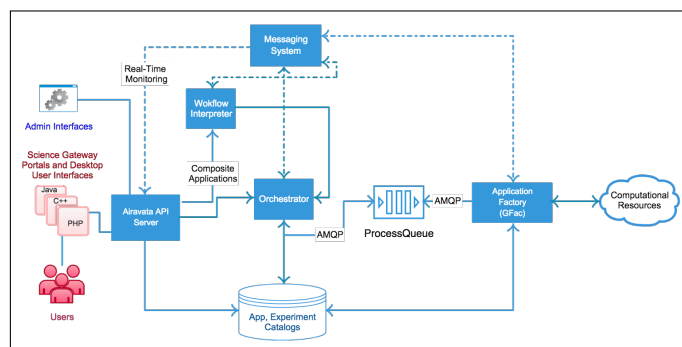 Messaging
System
Real-Time
Monitoring
Wokflow
Interpreter
Admin Interfaces
Science Gateway
Portals and Desktop
User Interfaces
Java
C++
PHP
Composite
Applications
Airavata API
Server
Orchestrator
AMQP
ProcessQueue
AMQP
Application
Factory
(GFac)
Computational
Resources
Users
App, Experiment
Catalogs